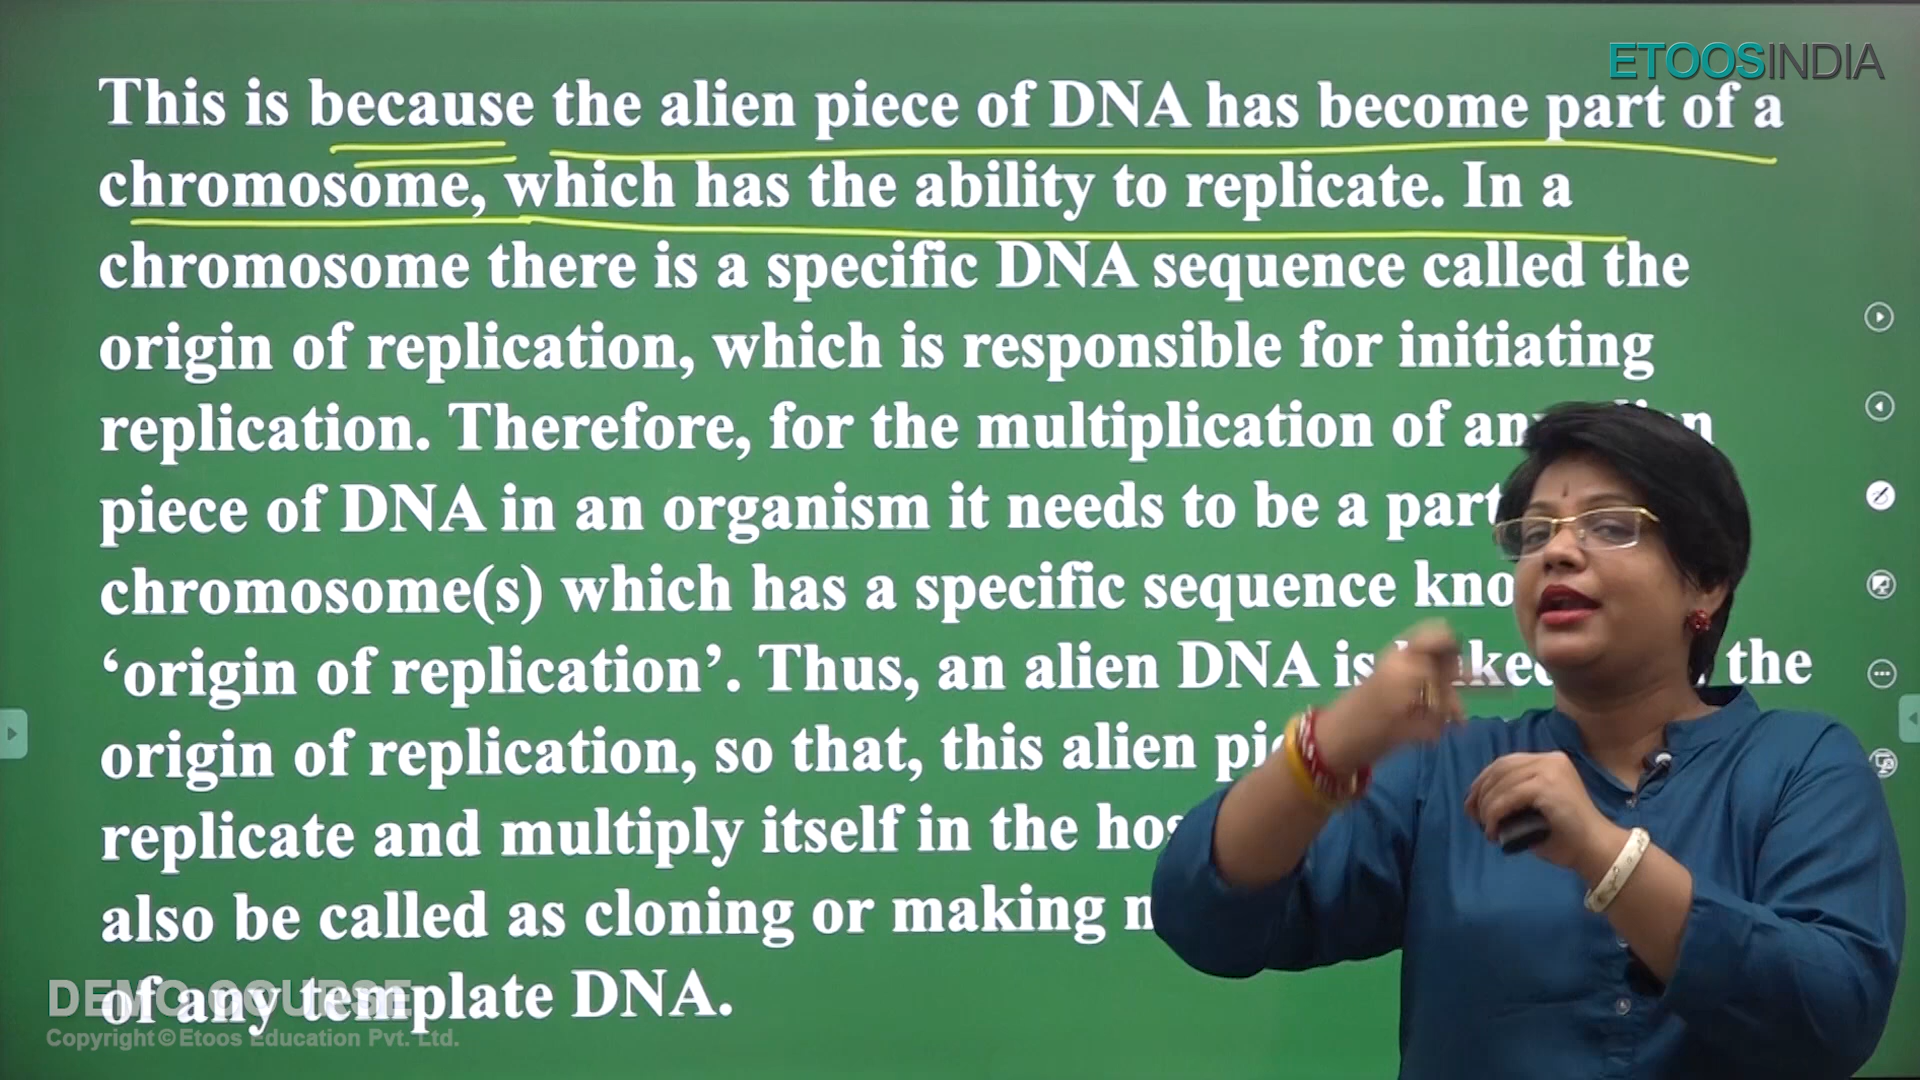 ETOOSINDIA
This is because the alien piece of DNA has become part of a
chromosome, which has the ability to replicate. In a
chromosome there is a specific DNA sequence called the
origin of replication, which is responsible for initiating
replication. Therefore, for the multiplication of any alien
piece of DNA in an organism it needs to be a part
chromosome(s) which has a specific sequence
‘origin of replication’. Thus, an alien DNA is linked the
origin of replication, so that, this alien
replicate and multiply itself in the
also be called as cloning or making
of any template DNA.
DEMO COURSE
Copyright © Etoos Education Pvt. Ltd.